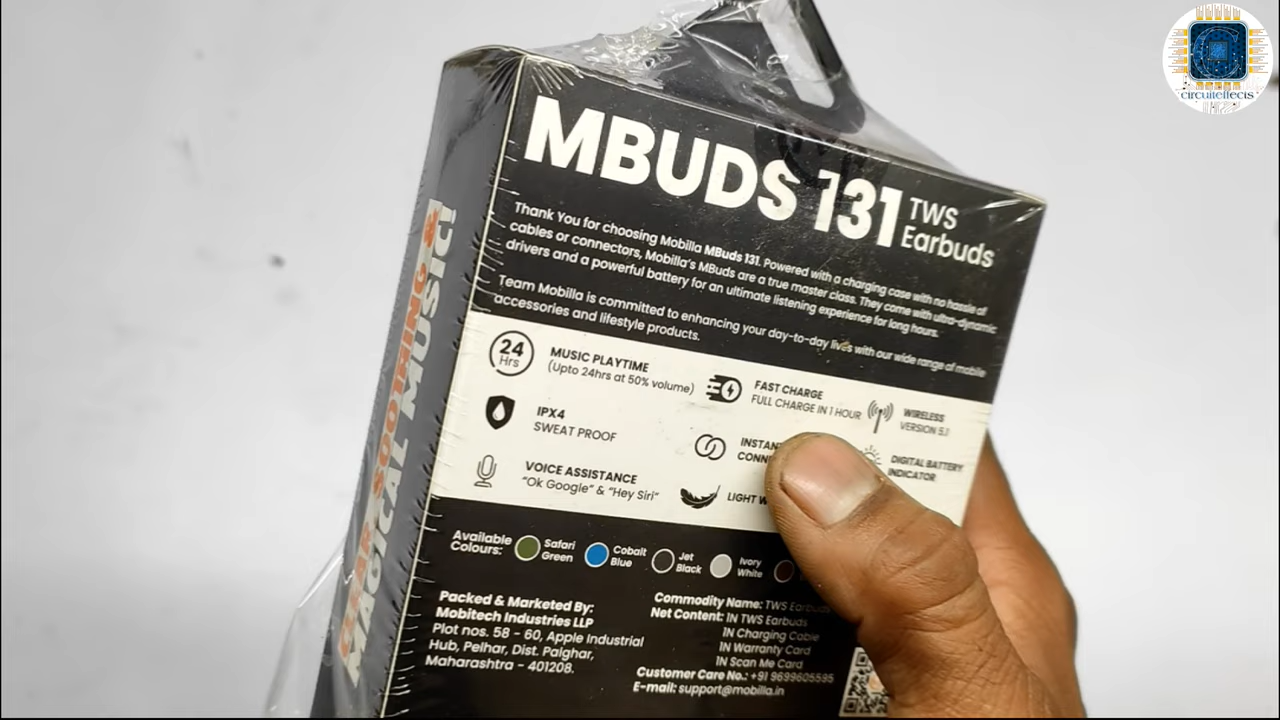 circuiteffects
MBUDS 131 TWS
Earbuds
Thank You for choosing Mobilla MBuds 131. Powered with a charging case with no hassle of
cables or connectors, Mobilla's MBuds are a true master class. They come with ultra-dynamic
drivers and a powerful battery for an ultimate listening experience for long hours.
Team Mobilla is committed to enhancing your day-to-day lives with our wide range of mobile
accessories and lifestyle products.
24
Hrs
MUSIC PLAYTIME
(Upto 24hrs at 50% volume)
FAST CHARGE
FULL CHARGE IN 1 HOUR
WIRELESS
VERSION 5.1
IPX4
SWEAT PROOF
DIGITAL BATTERY
INDICATOR
VOICE ASSISTANCE
"Ok Google" & "Hey Siri"
LIGHT
Available
Colours:
Safari
Green
Cobalt
Blue
Jet
Black
Ivory
White
Packed & Marketed By:
Mobitech Industries LLP
Plot nos. 58 - 60, Apple Industrial
Hub, Pelhar, Dist. Palghar,
Maharashtra - 401208.
Commodity Name: TWS Earbuds
Net Content: 1N TWS Earbuds
1N Charging Cable
1N Warranty Card
1N Scan Me Card
Customer Care No.: +91 9699605595
E-mail: support@mobilla.in
CLEAR SOUNDING &
MAGICAL MUSIC!